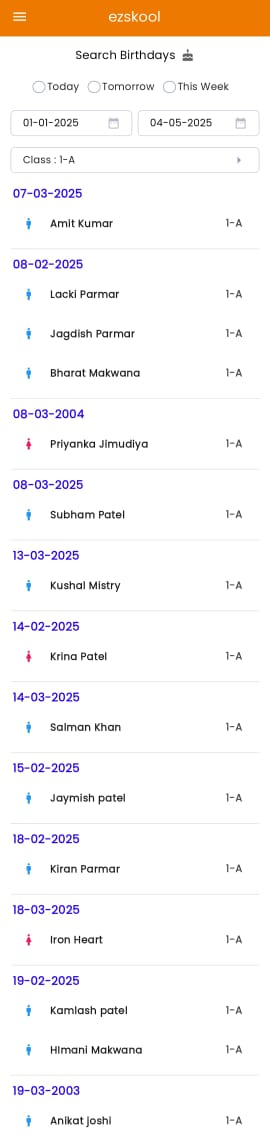 ezskool
Search Birthdays
Today Tomorrow This Week
01-01-2025 04-05-2025
Class : 1-A
07-03-2025
Amit Kumar 1-A
08-02-2025
Lacki Parmar 1-A
Jagdish Parmar 1-A
Bharat Makwana 1-A
08-03-2004
Priyanka Jimudiya 1-A
08-03-2025
Subham Patel 1-A
13-03-2025
Kushal Mistry 1-A
14-02-2025
Krina Patel 1-A
14-03-2025
Salman Khan 1-A
15-02-2025
Jaymish patel 1-A
18-02-2025
Kiran Parmar 1-A
18-03-2025
Iron Heart 1-A
19-02-2025
Kamlash patel 1-A
HImani Makwana 1-A
19-03-2003
Anikat joshi 1-A